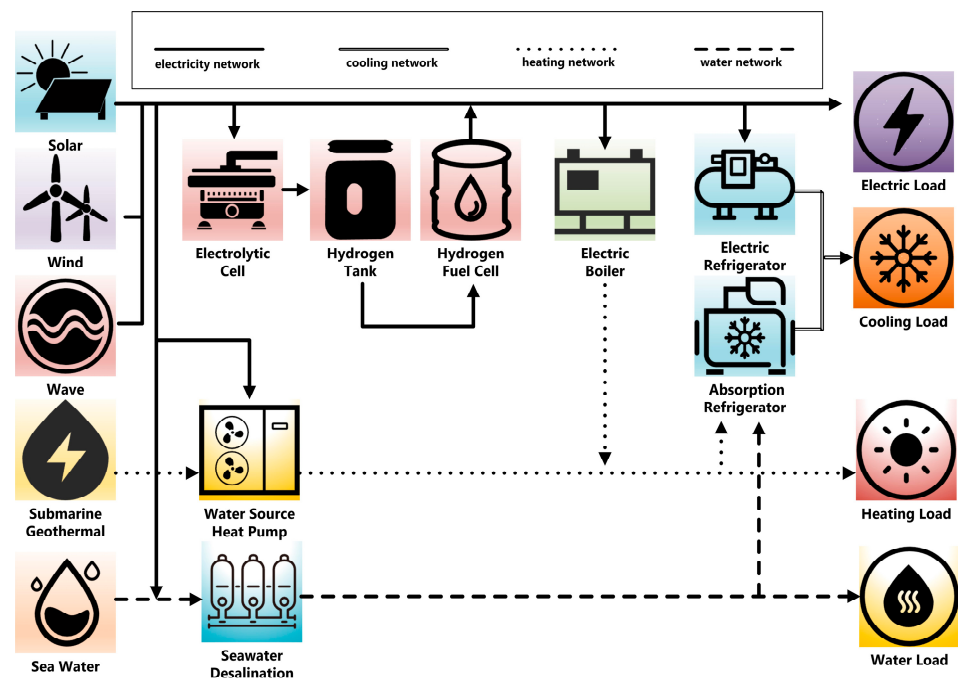 electricity network
cooling network
heating network
water network
Solar
Electric Load
Wind
Electrolytic
Cell
Hydrogen
Tank
Hydrogen
Fuel Cell
Electric
Boiler
Electric
Refrigerator
Cooling Load
Wave
Absorption
Refrigerator
Submarine
Geothermal
Water Source
Heat Pump
Heating Load
Sea Water
Seawater
Desalination
Water Load